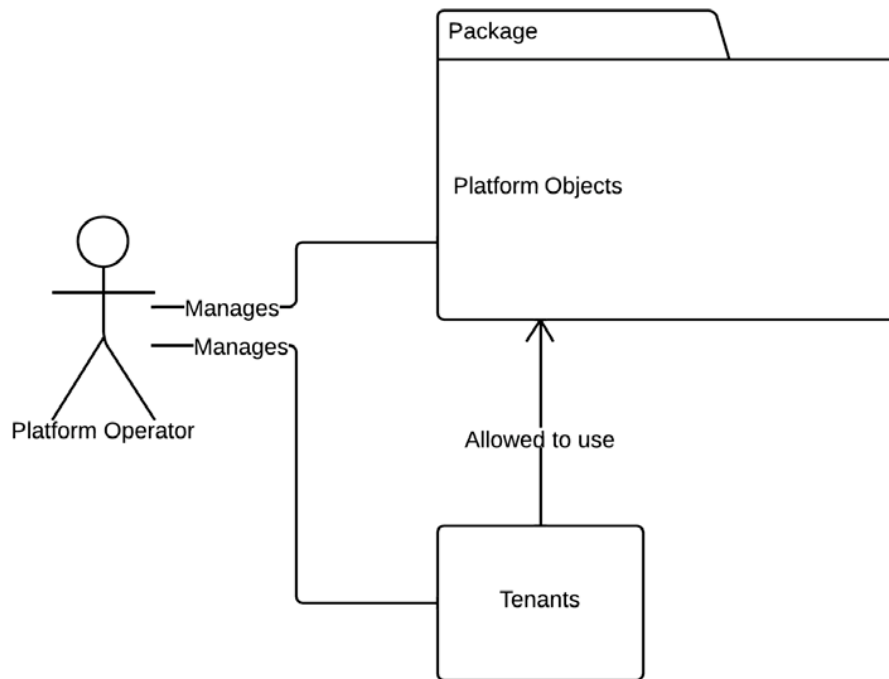 Package
Platform Objects
Manages
Manages
Platform Operator
Allowed to use
Tenants